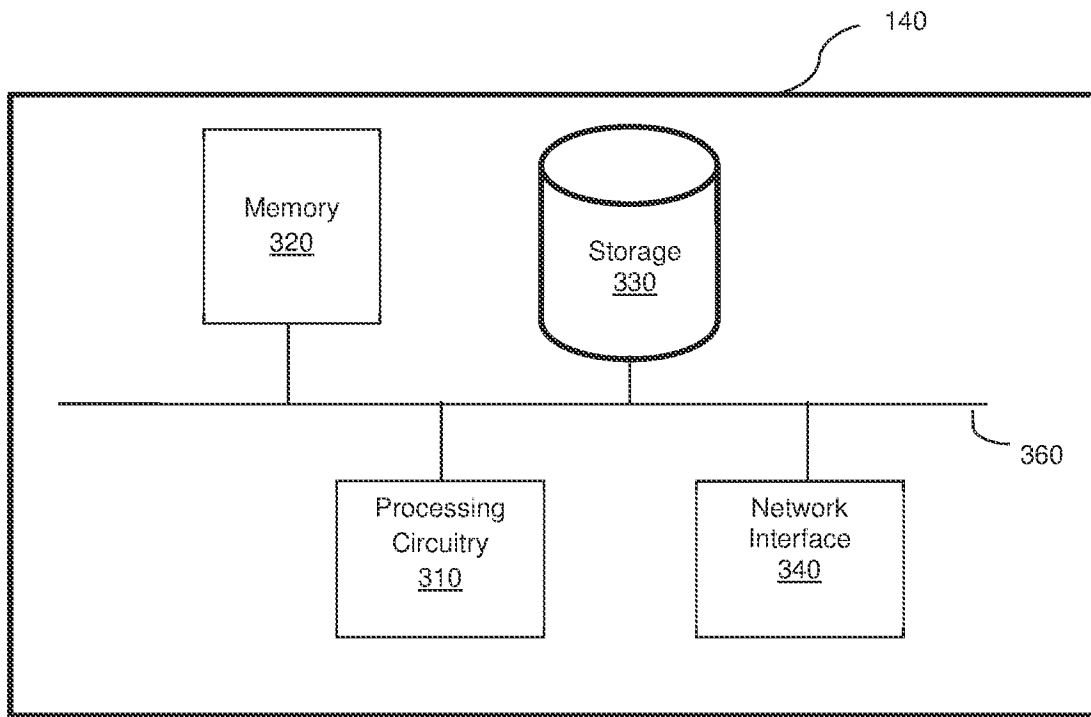 140
Memory
320
Storage
330
360
Processing
Circuitry
310
Network
Interface
340